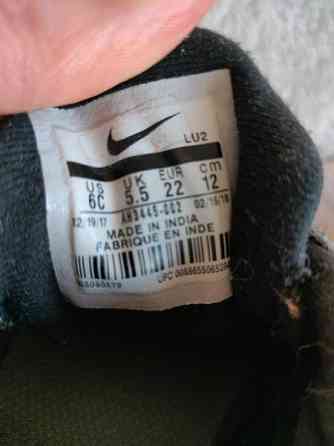 LU2
US UK EUR cm
6C 5.5 22 12
12/19/17 AH3445-002 02/15/18
MADE IN INDIA
FABRIQUE EN INDE